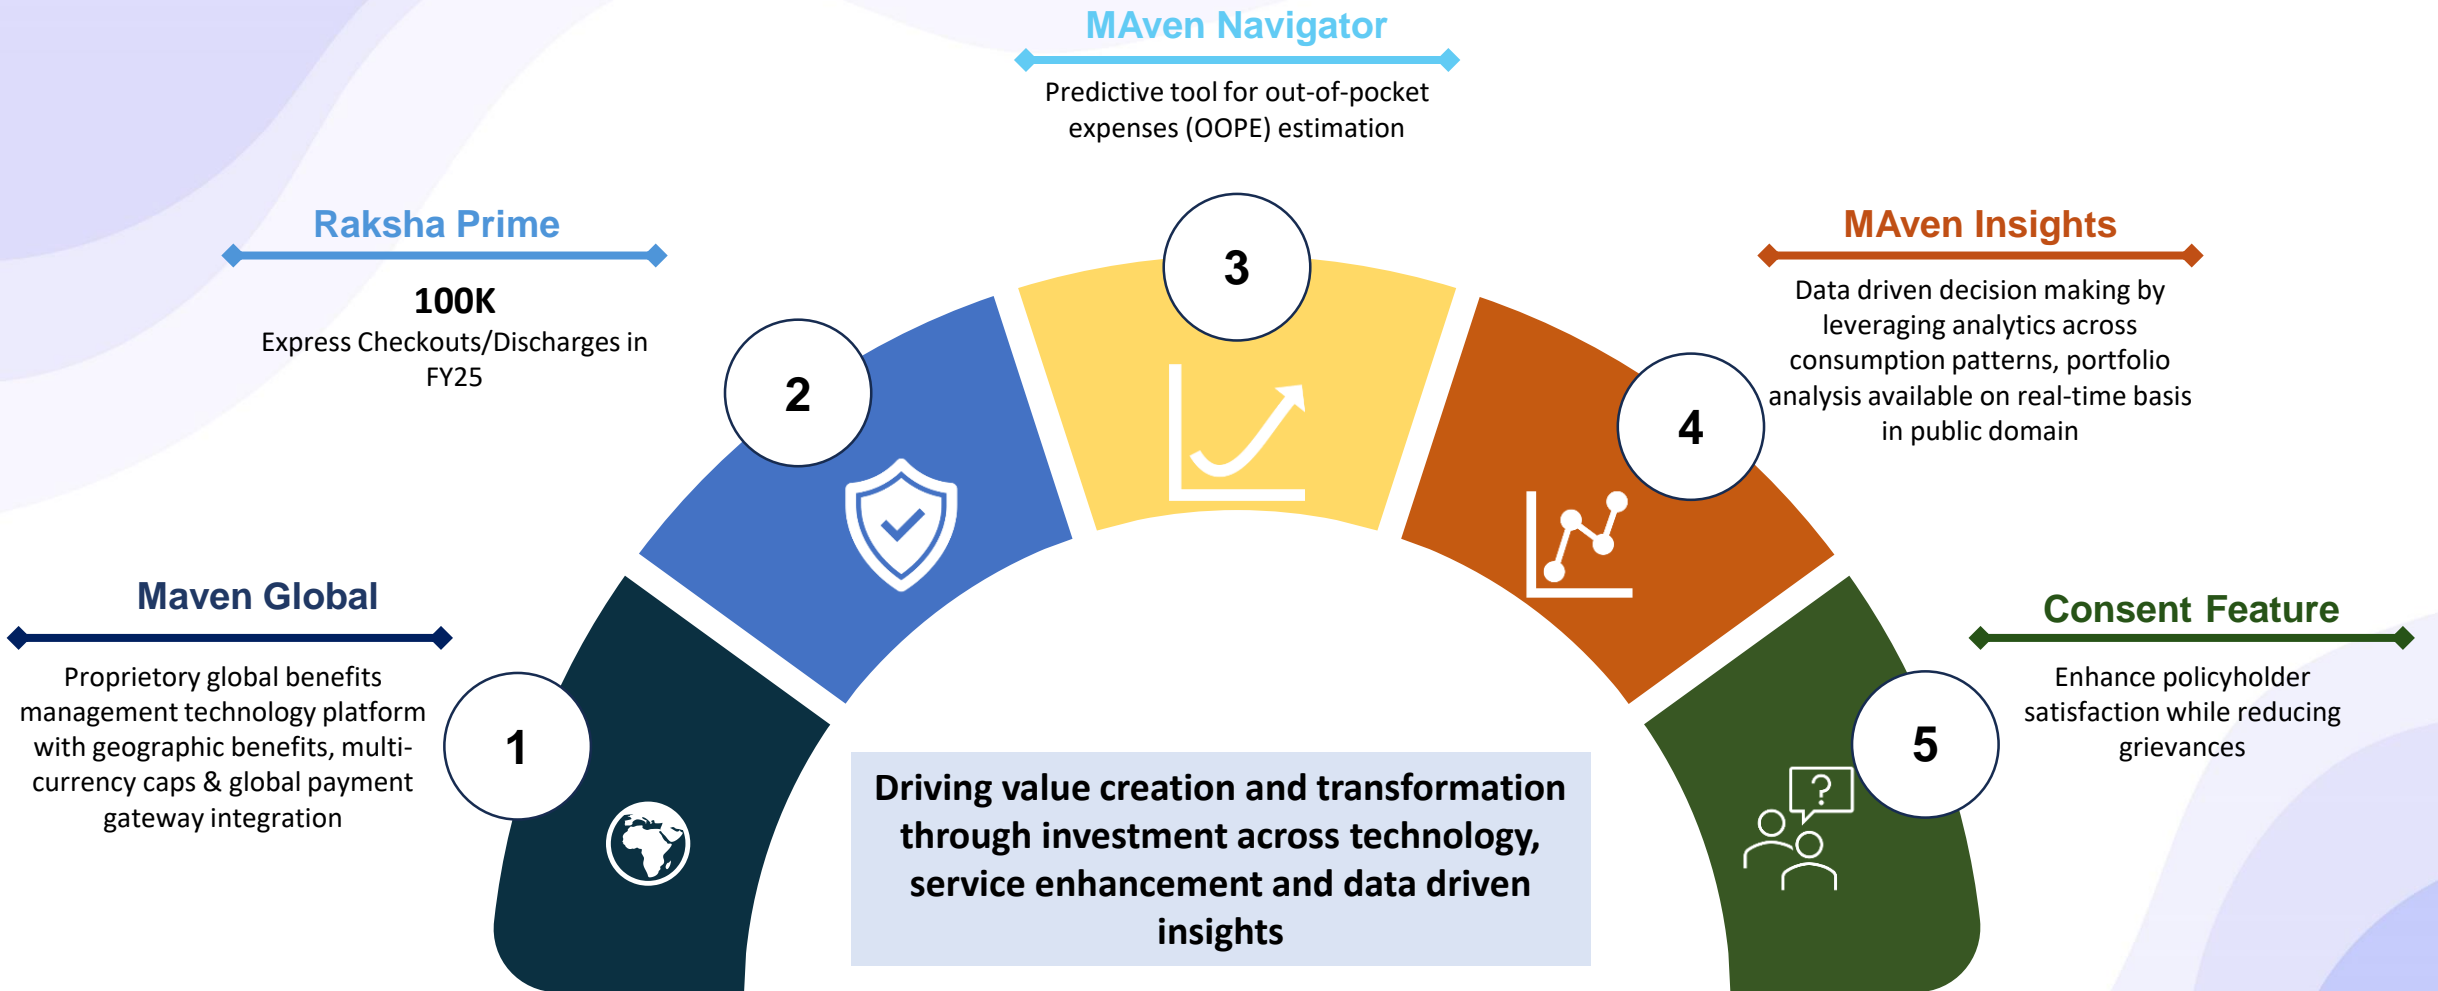 MAven Navigator
Predictive tool for out-of-pocket
expenses (OOPE) estimation
Raksha Prime
100K
Express Checkouts/Discharges in
FY25
MAven Insights
Data driven decision making by
leveraging analytics across
consumption patterns, portfolio
analysis available on real-time basis
in public domain
3
2
4
Maven Global
Proprietory global benefits
management technology platform
with geographic benefits, multi-
currency caps & global payment
gateway integration
1
Consent Feature
Enhance policyholder
satisfaction while reducing
grievances
5
?
Driving value creation and transformation
through investment across technology,
service enhancement and data driven
insights